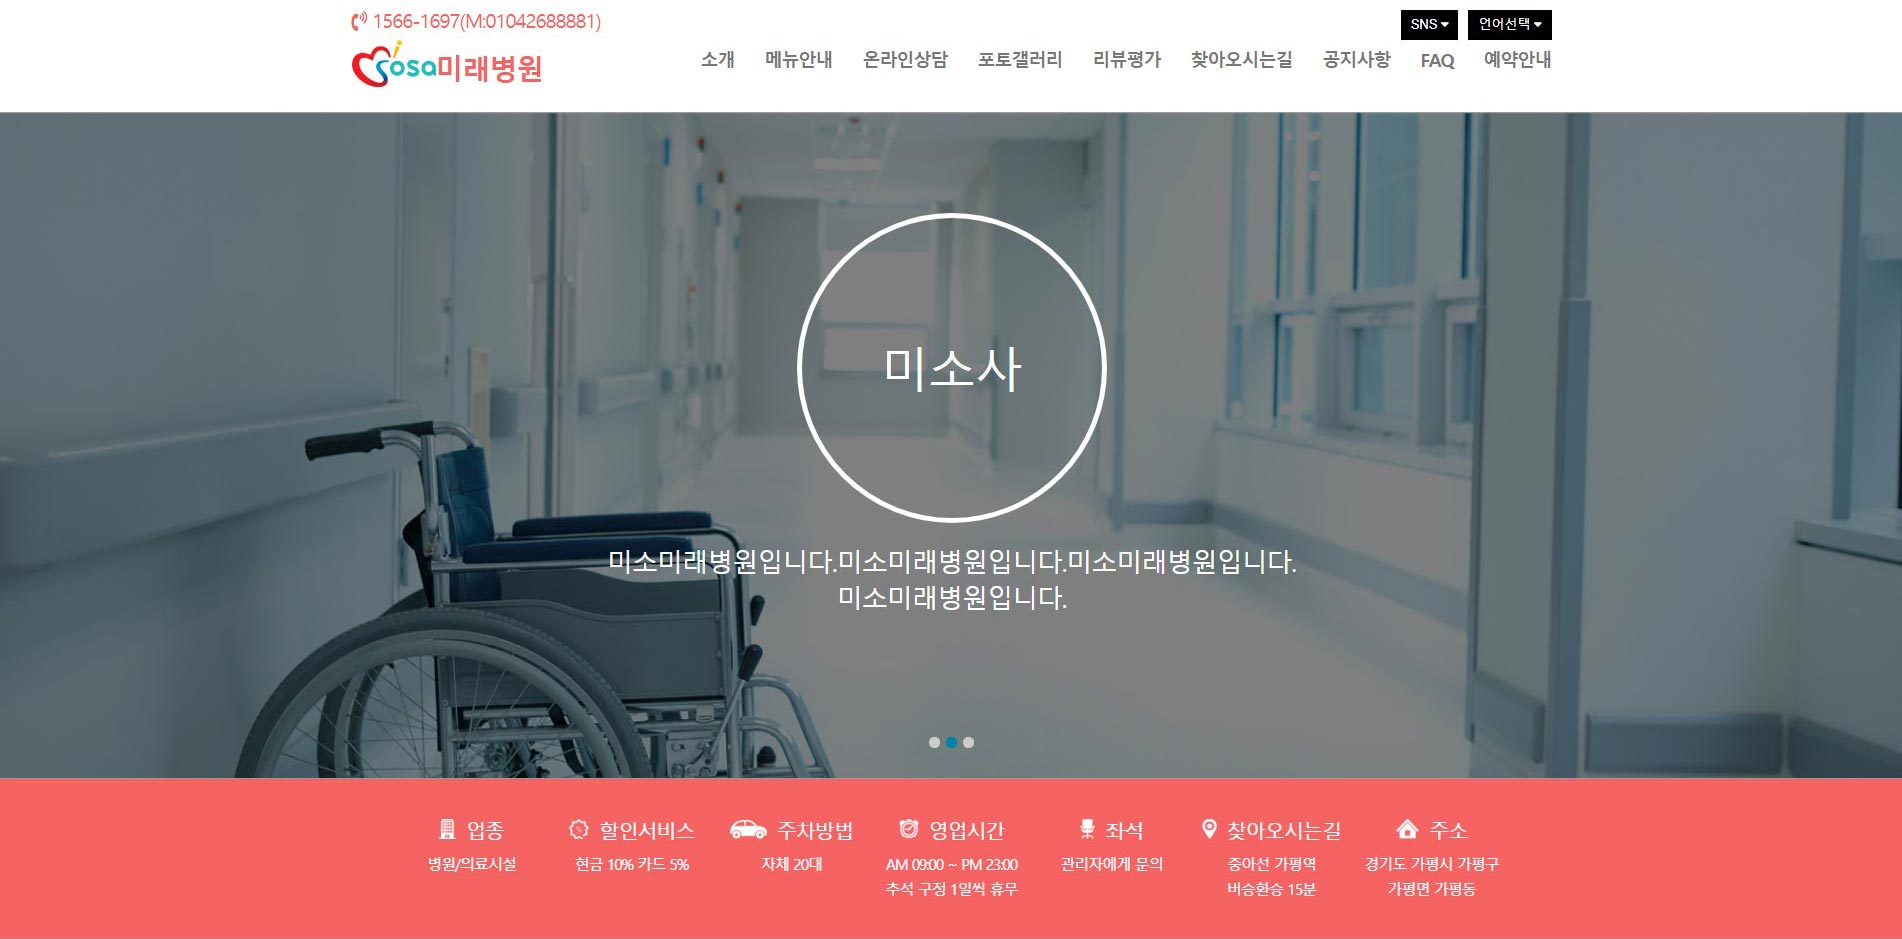 1566-1697(M:01042688881)
SNS 언어선택
iosa미래병원
소개 메뉴안내 온라인상담 포토갤러리 리뷰평가 찾아오시는길 공지사항 FAQ 예약안내
미소사
미소미래병원입니다.미소미래병원입니다.미소미래병원입니다.
미소미래병원입니다.
업종 할인서비스 주차방법 영업시간 좌석 찾아오시는길 주소
병원/의료시설 현금 10% 카드 5% 자체 20대 AM 09:00 ~ PM 23:00 관리자에게 문의 중아선 가평역 경기도 가평시 가평구
추석 구정 1일씩 휴무 버승환승 15분 가평면 가평동